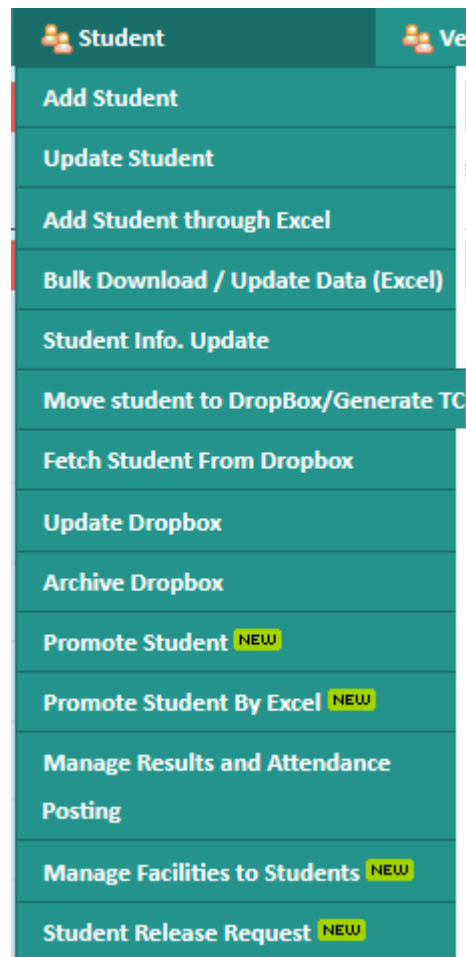 Student Ve
Add Student
Update Student
Add Student through Excel
Bulk Download / Update Data (Excel)
Student Info. Update
Move student to DropBox/Generate TC
Fetch Student From Dropbox
Update Dropbox
Archive Dropbox
Promote Student NEW
Promote Student By Excel NEW
Manage Results and Attendance
Posting
Manage Facilities to Students NEW
Student Release Request NEW